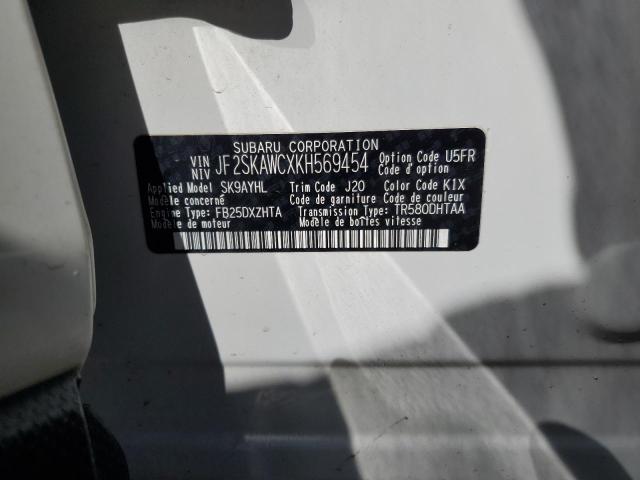 SUBARU CORPORATION
VIN NIV JF2SKAWCXKH569454 Option Code U5FR
Code d'option
Applied Model SK9AYHL Trim Code J20 Color Code K1X
Modèle concerné Code de garniture Code de couleur
Engine Type FB25DXZHTA Transmission Type TR580DHTAA
Modèle de moteur Modèle de boîtes vitesse